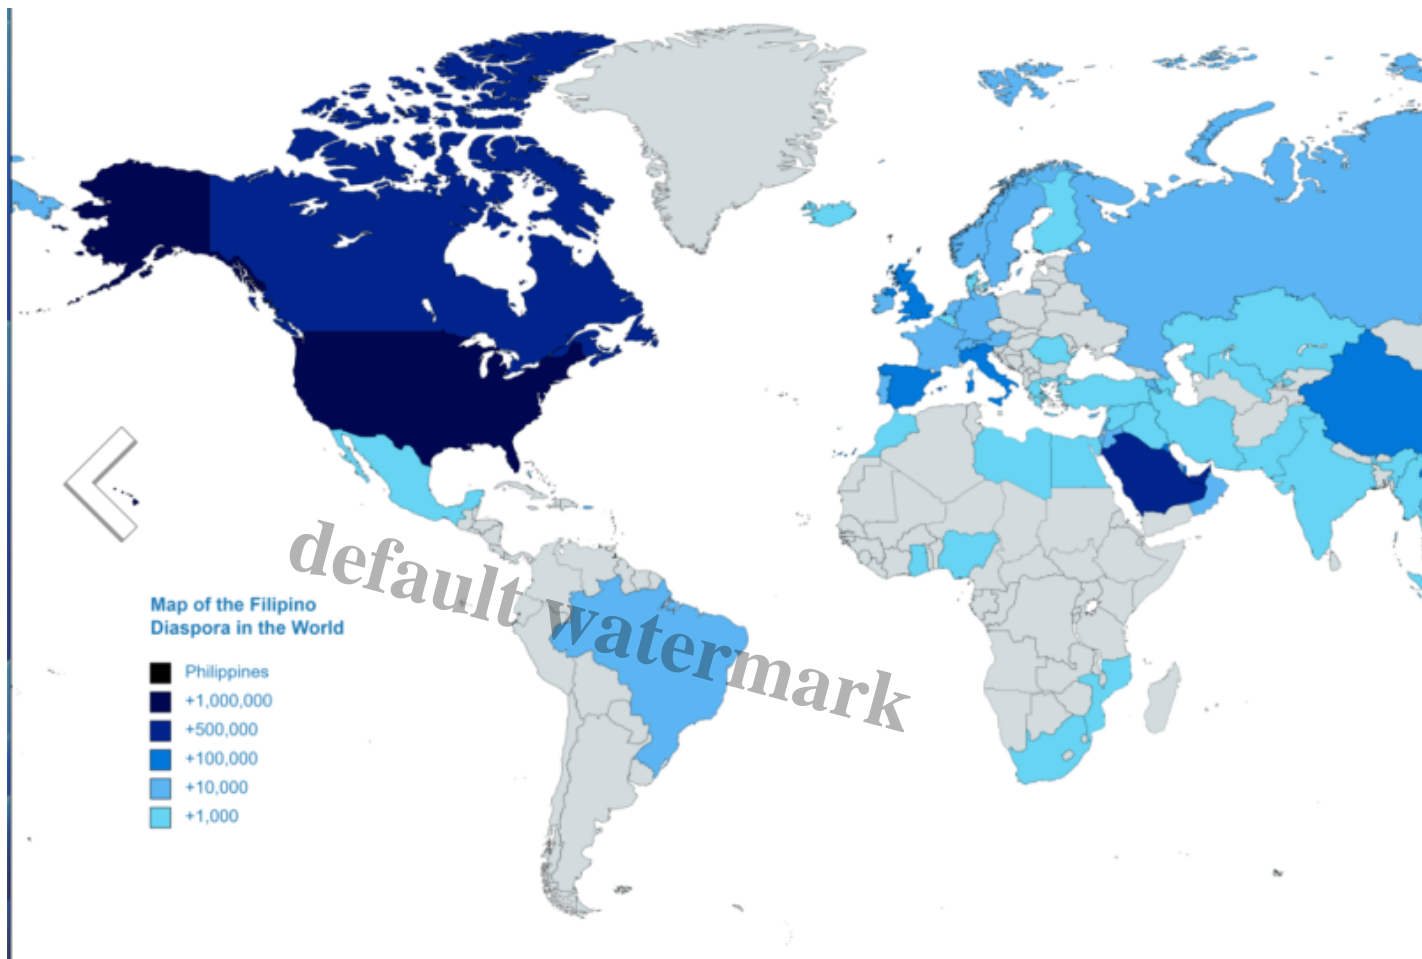 default watermark
Map of the Filipino
Diaspora in the World
Philippines
+1,000,000
+500,000
+100,000
+10,000
+1,000